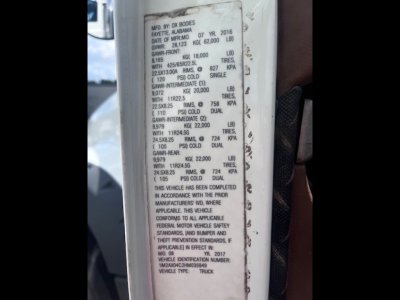 MFG. BY: OX BODIES
FAYETTE, ALABAMA
DATE OF MFG:MO 07 YR. 2016
GVWR: 28,123 KG( 62,000 LB)
GAWR-FRONT:
8,165 KG( 18,000 LB)
WITH 425/65R22.5L TIRES,
22.5X13.00A RIMS, AT = 827 KPA
( 120 PSI) COLD SINGLE
GAWR-INTERMEDIATE (1):
9,072 KG( 20,000 LB)
WITH 11R22.5 TIRES,
22.5X8.25 RIMS, AT = 758 KPA
( 110 PSI) COLD DUAL
GAWR-INTERMEDIATE (2):
9,979 KG( 22,000 LB)
WITH 11R24.5G TIRES,
24.5X8.25 RIMS, AT = 724 KPA
( 105 PSI) COLD DUAL
GAWR-REAR:
9,979 KG( 22,000 LB)
WITH 11R24.5G TIRES,
24.5X8.25 RIMS, AT = 724 KPA
( 105 PSI) COLD DUAL
THIS VEHICLE HAS BEEN COMPLETED
IN ACCORDANCE WITH THE PRIOR
MANUFACTURERS' IVD, WHERE
APPLICABLE. THIS VEHICLE
CONFORMS TO ALL APPLICABLE
FEDERAL MOTOR VEHICLE SAFTEY
STANDARDS, [AND BUMPER AND
THEFT PREVENTION STANDARDS, IF
APPLICABLE] IN EFFECT IN:
MO. 08 YR. 2017
VEHICLE IDENTIFICATION NUMBER:
VEHICLE TYPE: TRUCK